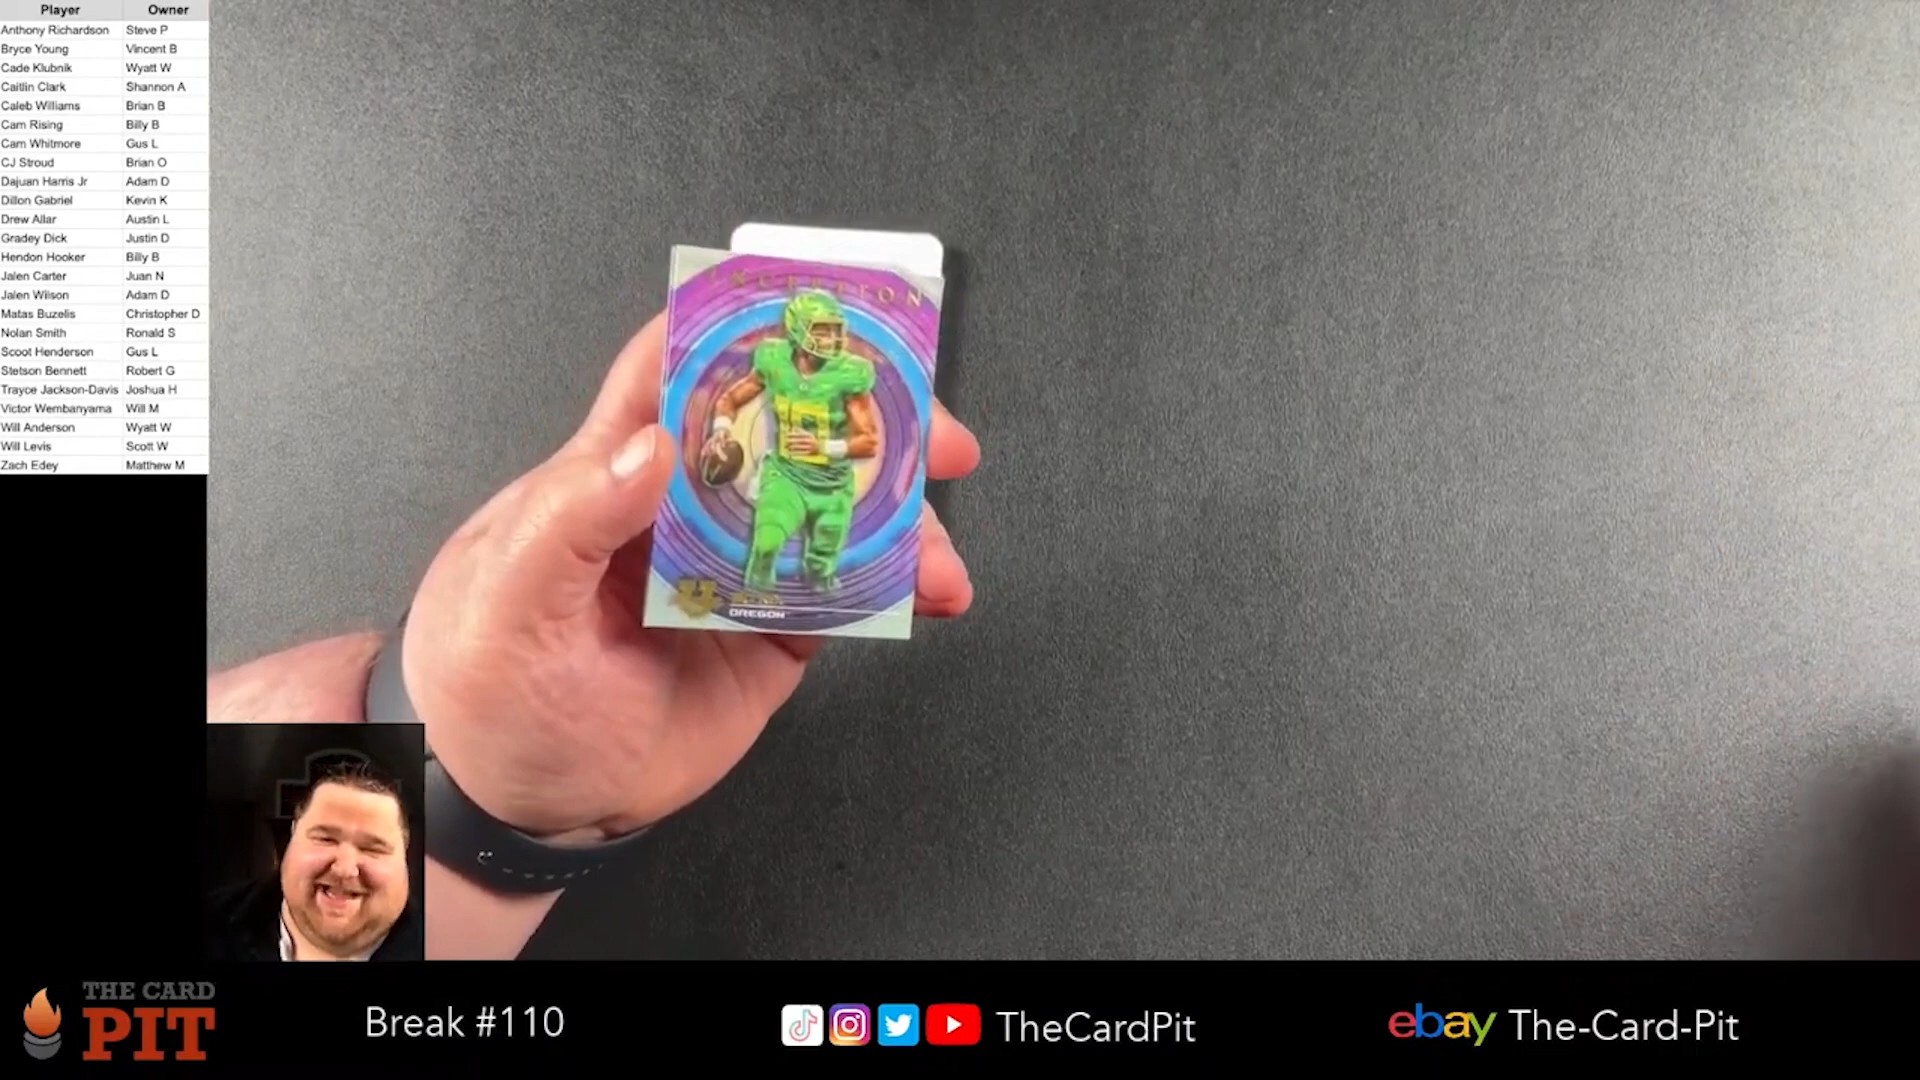 Player Owner
Anthony Richardson Steve P
Bryce Young Vincent B
Cade Klubnik Wyatt W
Caitlin Clark Shannon A
Caleb Williams Brian B
Cam Rising Billy B
Cam Whitmore Gus L
CJ Stroud Brian O
Dajuan Harris Jr Adam D
Dillon Gabriel Kevin K
Drew Allar Austin L
Gradey Dick Justin D
Hendon Hooker Billy B
Jalen Carter Juan N
Jalen Wilson Adam D
Matas Buzelis Christopher D
Nolan Smith Ronald S
Scoot Henderson Gus L
Stetson Bennett Robert G
Trayce Jackson-Davis Joshua H
Victor Wembanyama Will M
Will Anderson Wyatt W
Will Levis Scott W
Zach Edey Matthew M
INCEPTION
10
OREGON
THE CARD
PIT
Break #110
TheCardPit
ebay The-Card-Pit